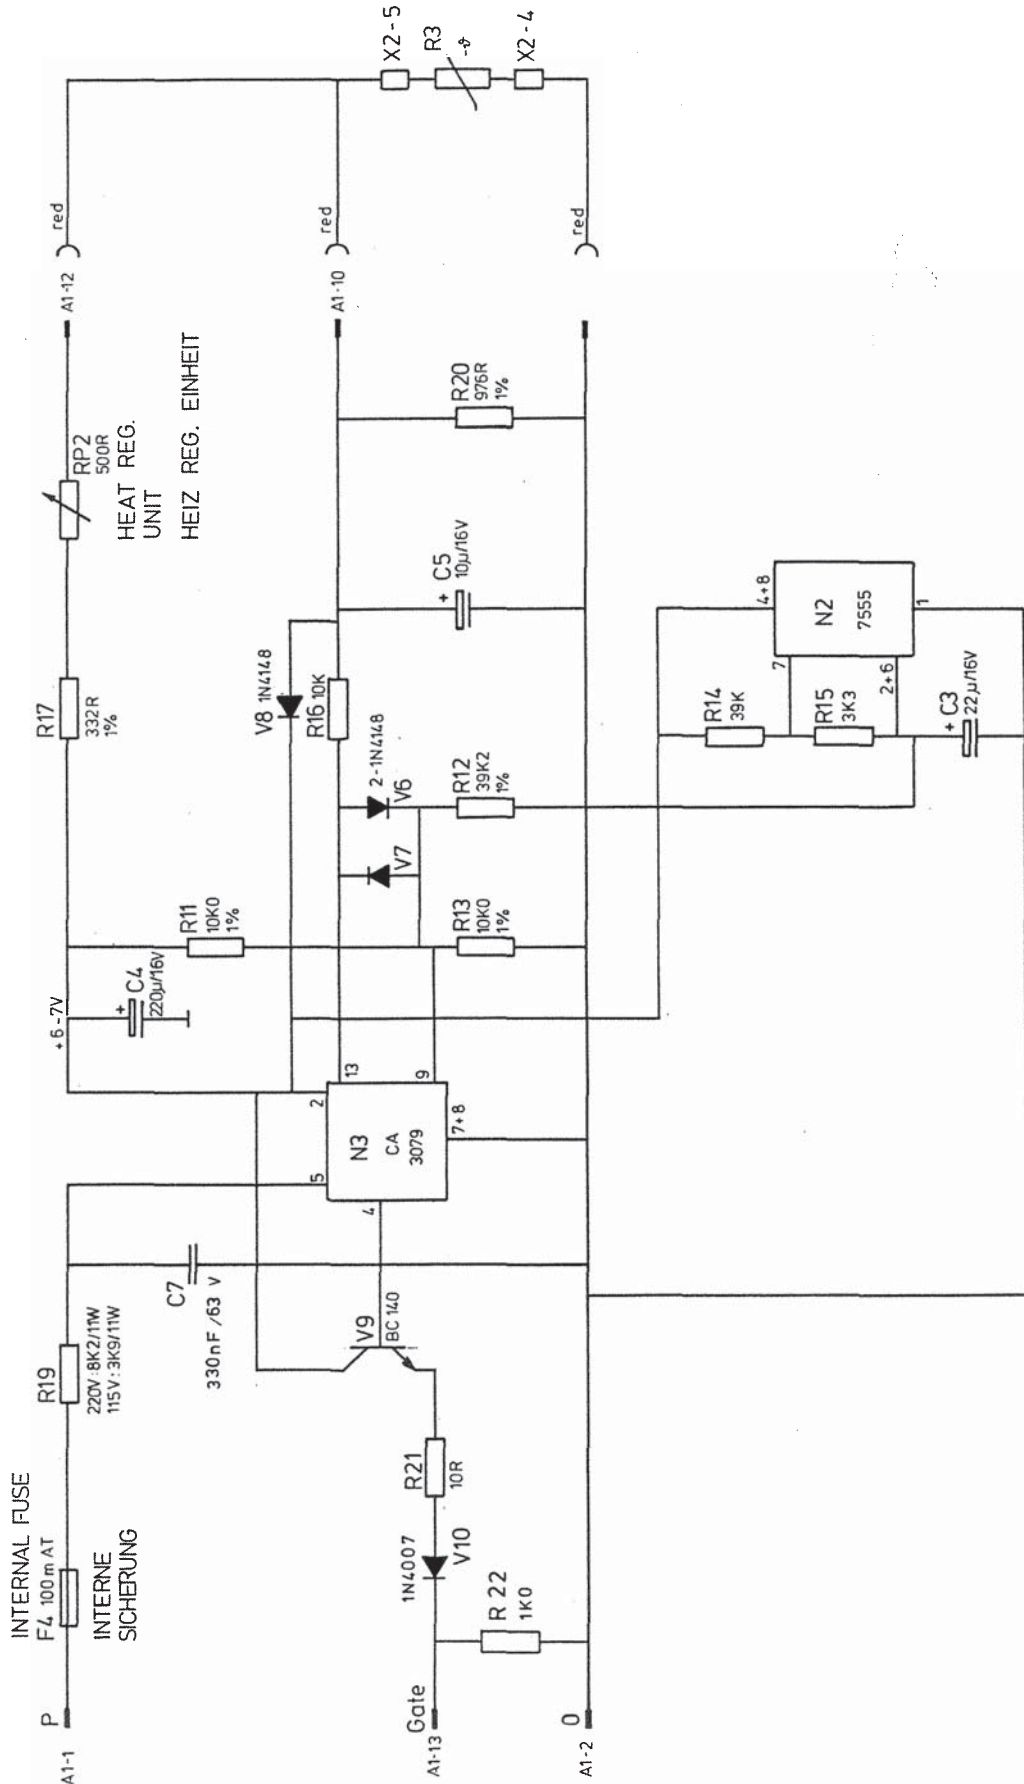 X2-5
R3
-ϑ
X2-4
red
red
red
A1-12
A1-10
RP2
500R
HEAT REG.
UNIT
HEIZ REG. EINHEIT
R20
976R
1%
R17
332R
1%
V8 1N4148
R16 10K
+
C5
10µ/16V
4+8
N2
7555
7
2+6
1
R14
39K
R15
3K3
+
C3
22µ/16V
2-1N4148
V6
V7
R12
39K2
1%
R11
10K0
1%
R13
10K0
1%
+6-7V
+
C4
220µ/16V
2
13
9
5
4
7+8
N3
CA
3079
C7
330nF/63 V
V9
BC 140
R19
220V:8K2/11W
115V:3K9/11W
INTERNAL FUSE
F4 100mAT
INTERNE
SICHERUNG
R21
10R
1N4007
V10
R 22
1K0
P
A1-1
Gate
A1-13
0
A1-2